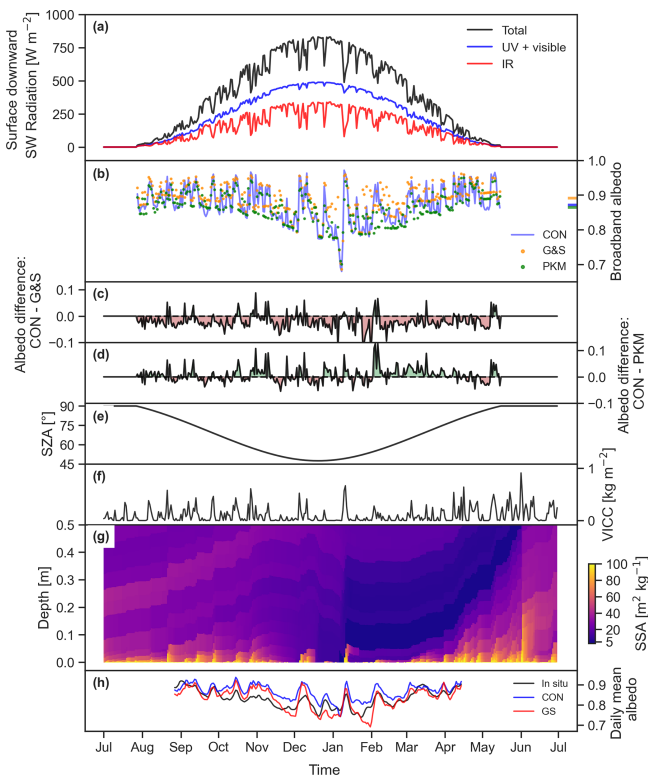 (a)
1000
750
500
250
0
Surface downward
SW Radiation [W m⁻²]
Total
UV + visible
IR
(b)
1.0
0.9
0.8
0.7
Broadband albedo
CON
G&S
PKM
(c)
0.1
0.0
−0.1
Albedo difference:
CON - G&S
(d)
0.1
0.0
−0.1
Albedo difference:
CON - PKM
(e)
90
75
60
45
SZA [°]
(f)
1
0
VICC [kg m⁻²]
(g)
0.5
0.4
0.3
0.2
0.1
0.0
Depth [m]
100
80
60
40
20
5
SSA [m² kg⁻¹]
(h)
In situ
CON
GS
0.9
0.8
0.7
Daily mean
albedo
Jul Aug Sep Oct Nov Dec Jan Feb Mar Apr May Jun Jul
Time